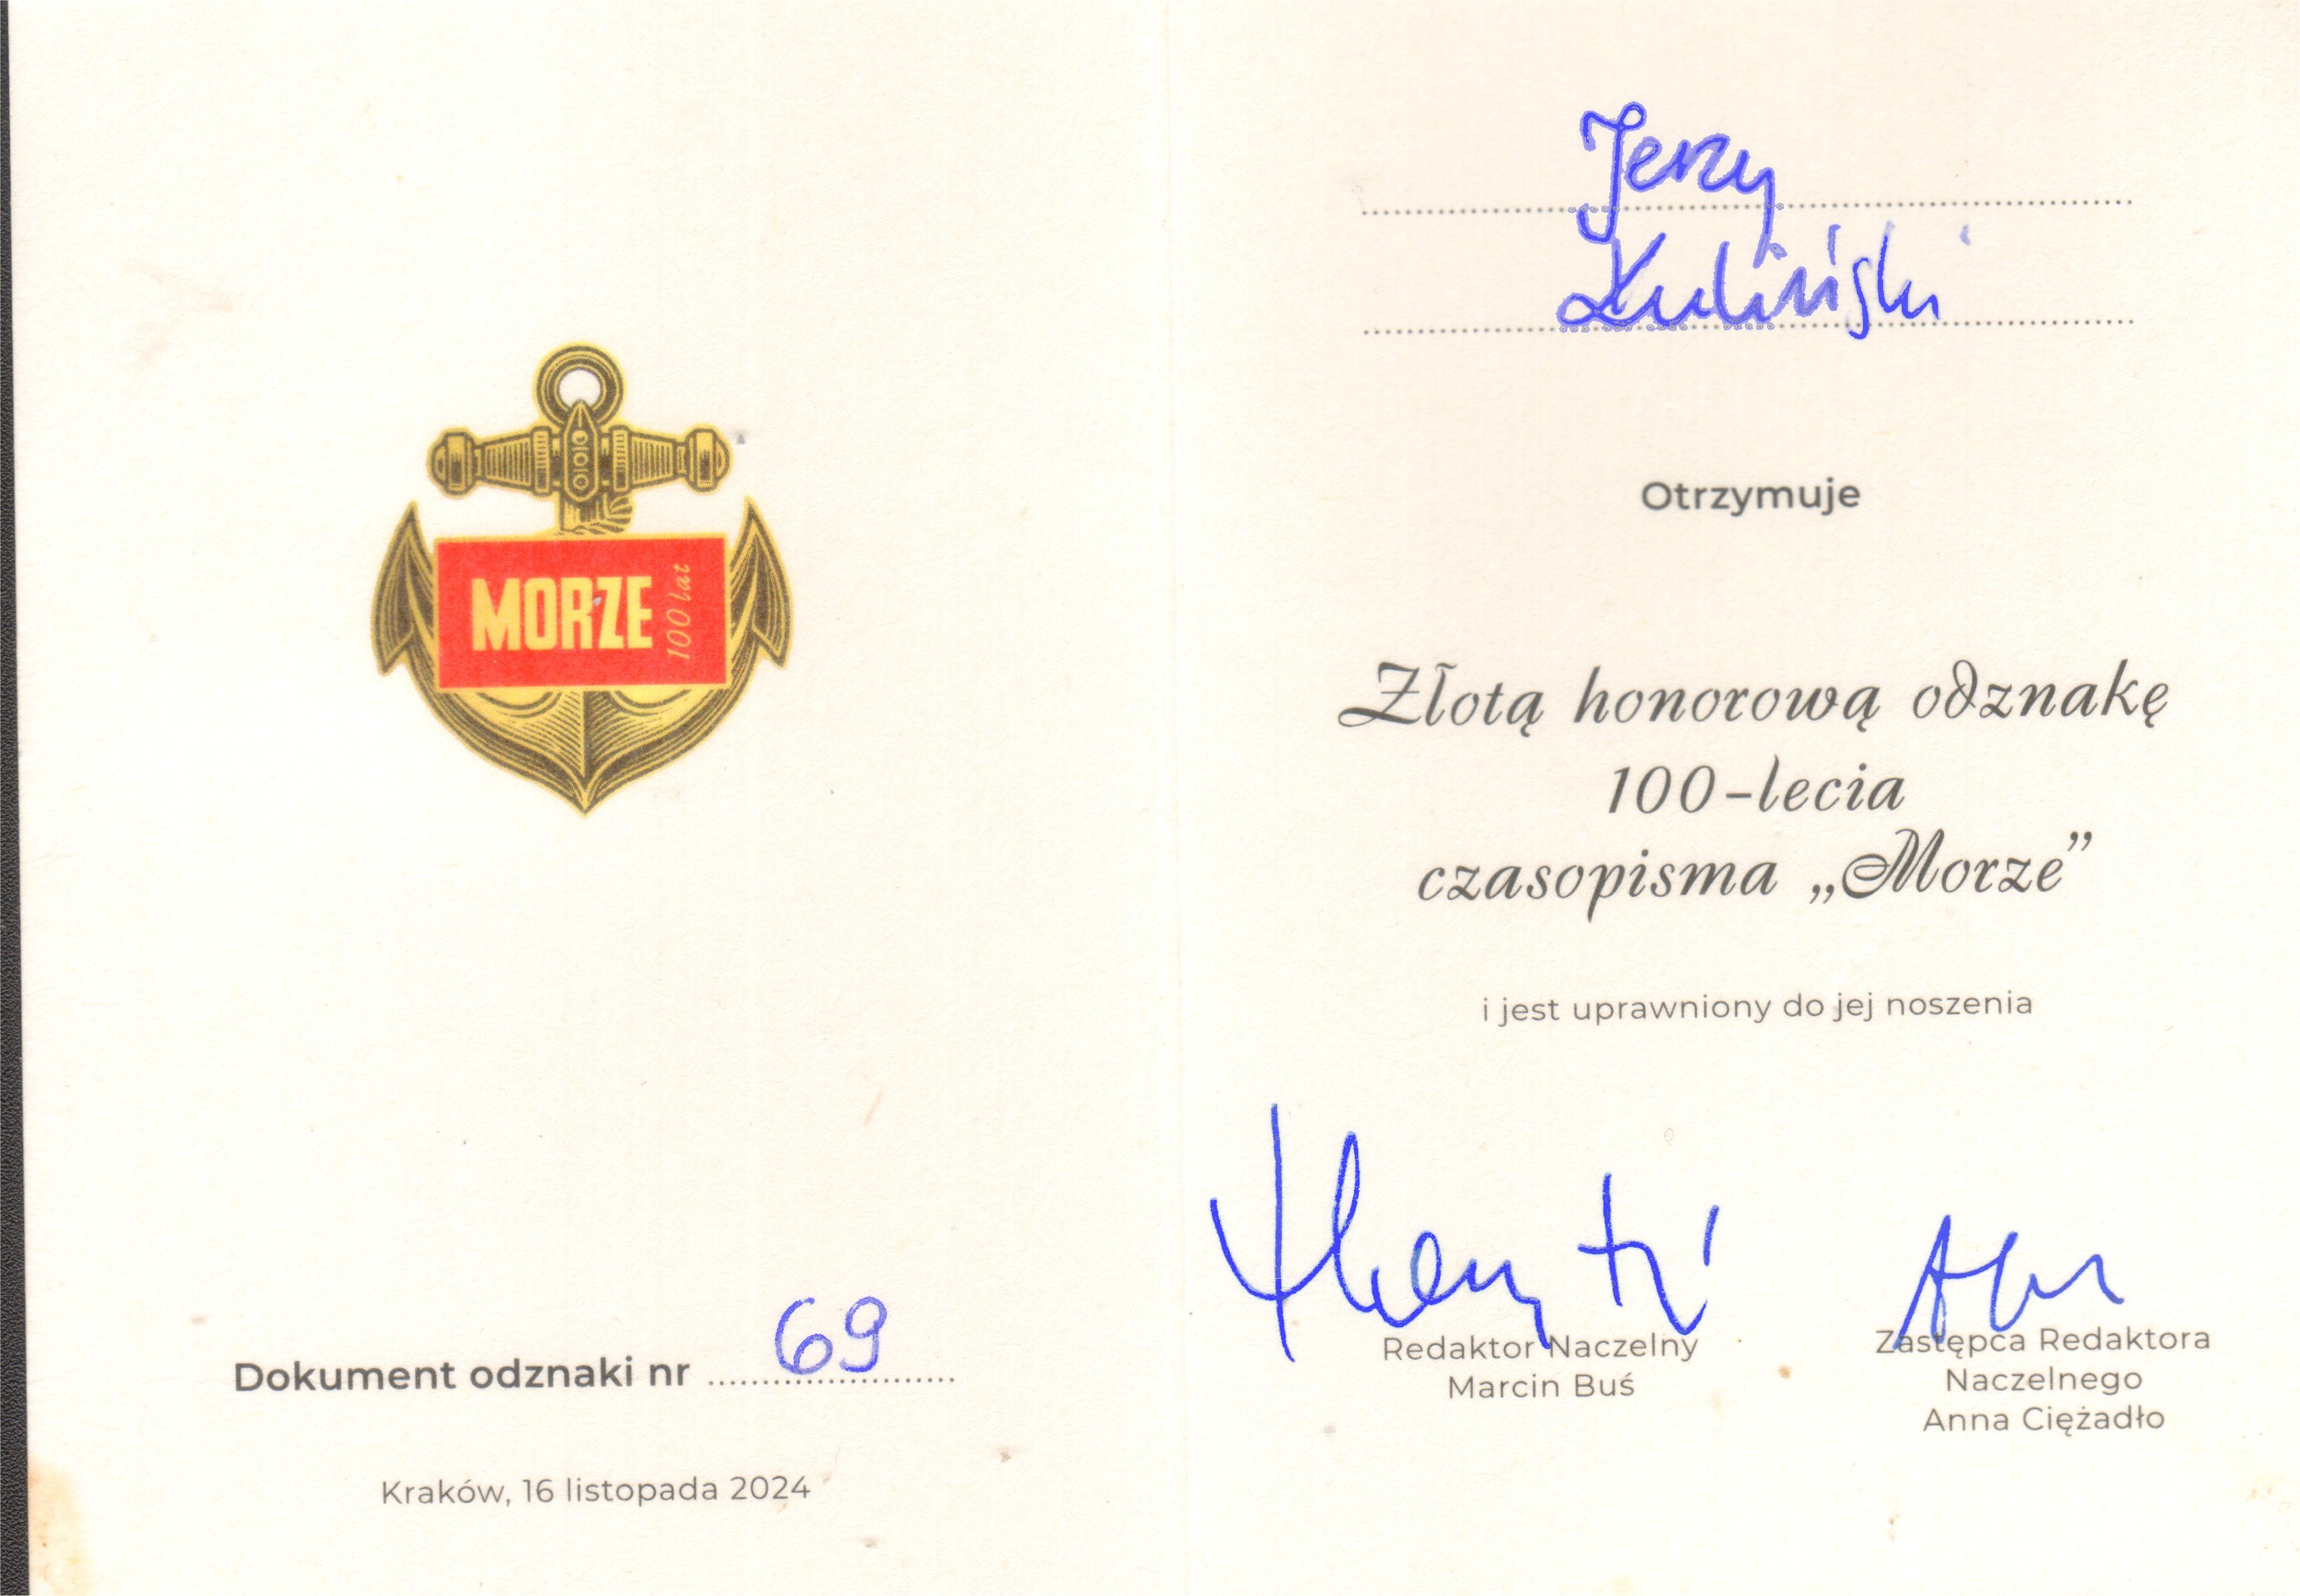 MORZE
100 lat
Dokument odznaki nr 69
Kraków, 16 listopada 2024
Jerzy
Kuliński
Otrzymuje
Złotą honorową odznakę
100-lecia
czasopisma „Morze”
i jest uprawniony do jej noszenia
Redaktor Naczelny
Marcin Buś
Zastępca Redaktora
Naczelnego
Anna Ciężadło